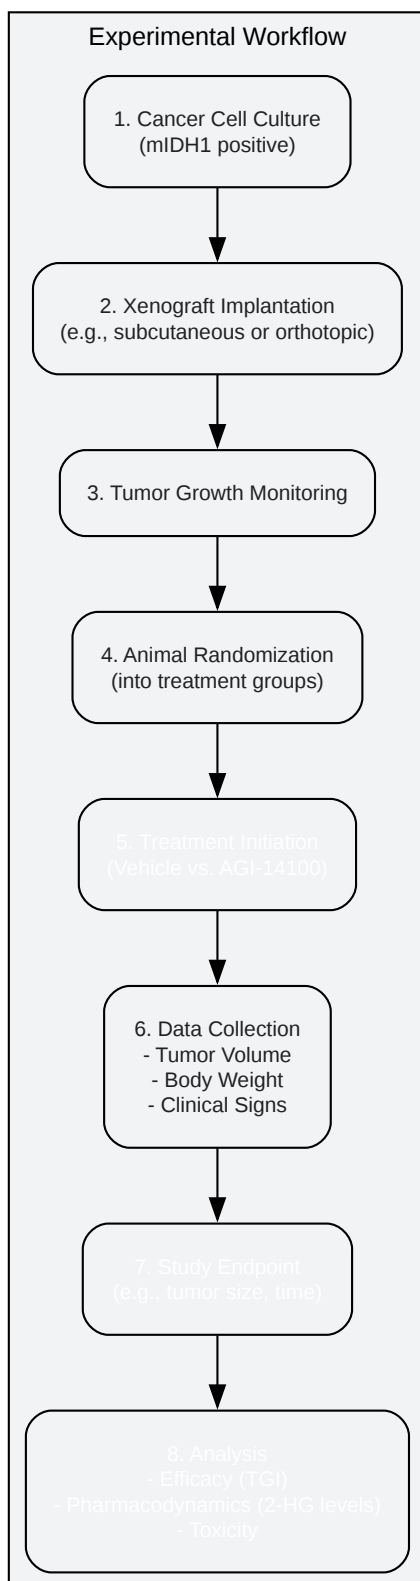 Experimental Workflow
1. Cancer Cell Culture
(mIDH1 positive)
2. Xenograft Implantation
(e.g., subcutaneous or orthotopic)
3. Tumor Growth Monitoring
4. Animal Randomization
(into treatment groups)
5. Treatment Initiation
(Vehicle vs. AGI-14100)
6. Data Collection
- Tumor Volume
- Body Weight
- Clinical Signs
7. Study Endpoint
(e.g., tumor size, time)
8. Analysis
- Efficacy (TGI)
- Pharmacodynamics (2-HG levels)
- Toxicity